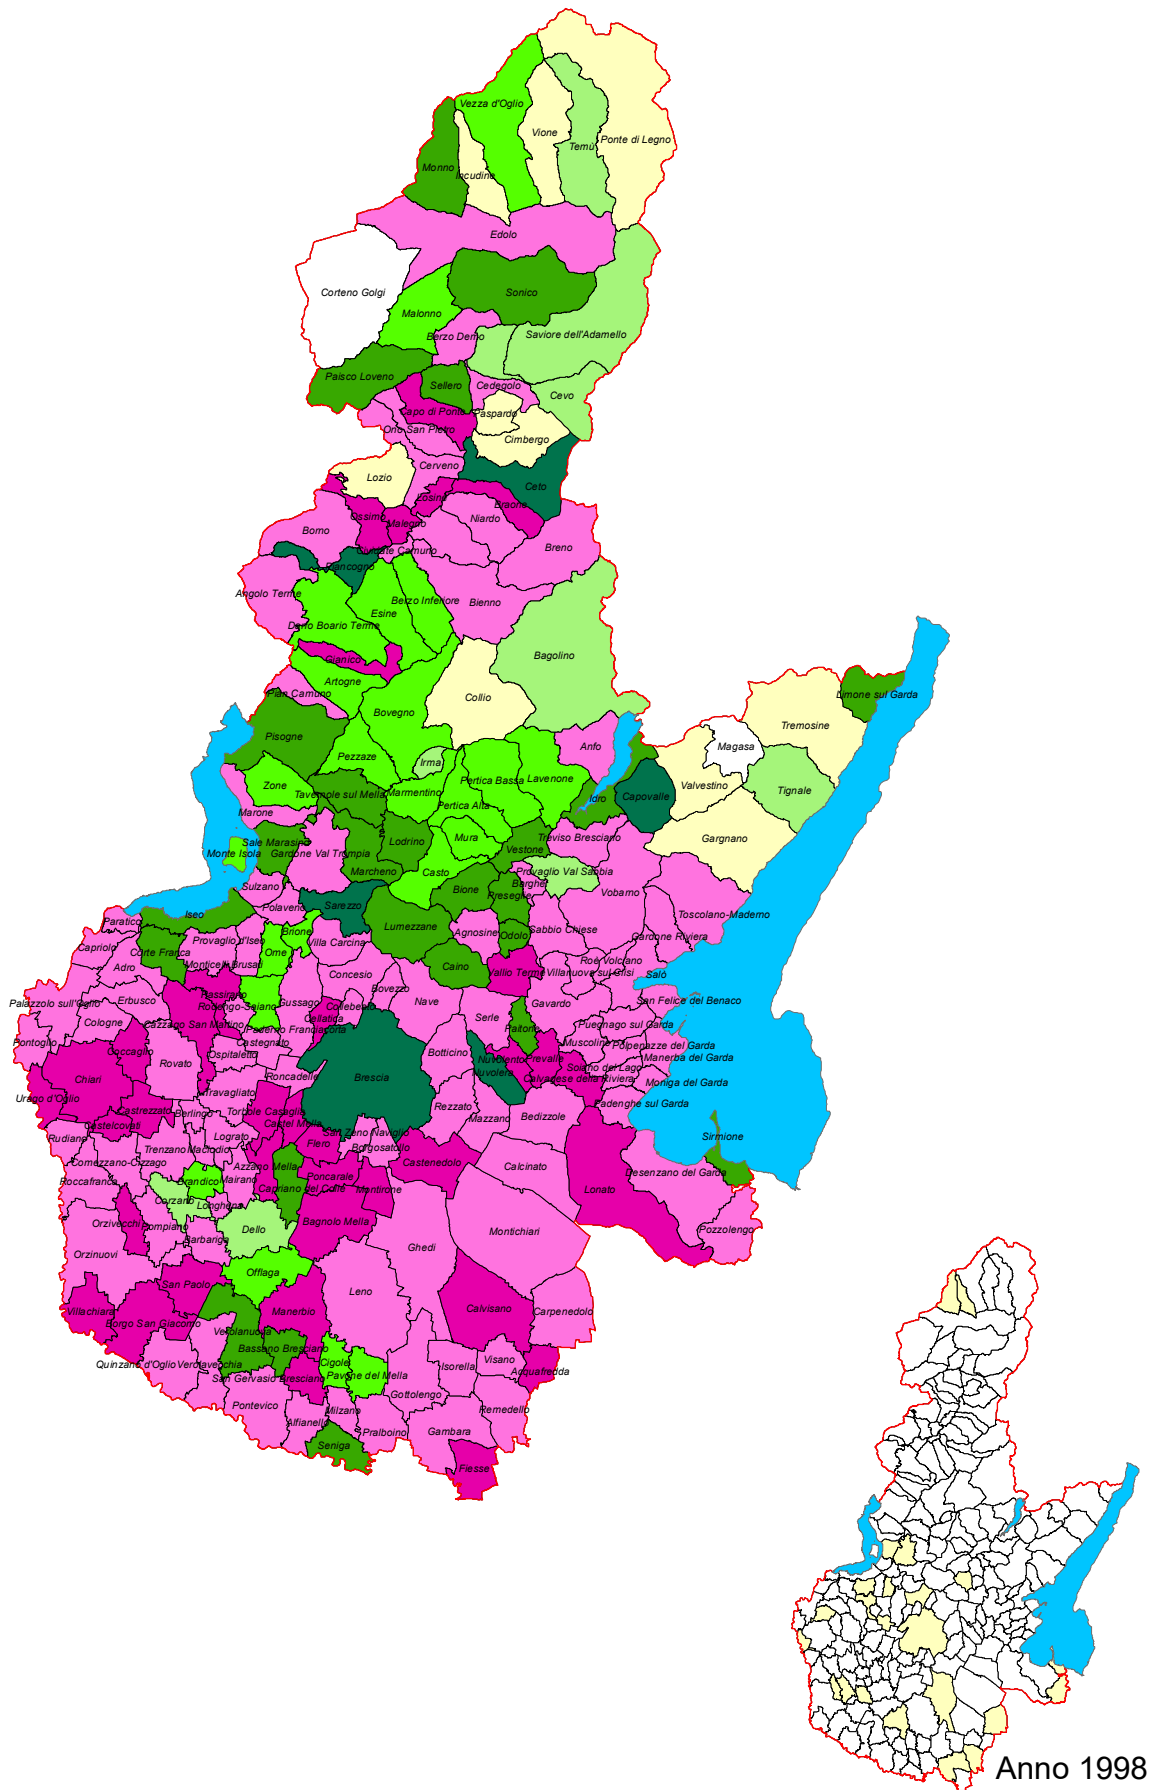 Vezza d'Oglio
Vione
Temù
Ponte di Legno
Monno
Incudine
Edolo
Corteno Golgi
Sonico
Malonno
Berzo Demo
Saviore dell'Adamello
Paisco Loveno
Sellero
Cedegolo
Cevo
Capo di Ponte
Paspardo
Ono San Pietro
Cimbergo
Cerveno
Lozio
Ceto
Losine
Braone
Ossimo
Malegno
Niardo
Borno
Breno
Cividate Camuno
Piancogno
Angolo Terme
Esine
Berzo Inferiore
Bienno
Darfo Boario Terme
Gianico
Bagolino
Artogne
Pian Camuno
Collio
Limone sul Garda
Bovegno
Tremosine
Pisogne
Anfo
Magasa
Pezzaze
Irma
Pertica Bassa
Lavenone
Zone
Tavernole sul Mella
Marmentino
Valvestino
Tignale
Idro
Capovalle
Pertica Alta
Marone
Mura
Treviso Bresciano
Gargnano
Sale Marasino
Lodrino
Monte Isola
Gardone Val Trompia
Vestone
Marcheno
Casto
Provaglio Val Sabbia
Sulzano
Bione
Barghe
Vobarno
Preseglie
Polaveno
Sarezzo
Iseo
Toscolano-Maderno
Paratico
Lumezzane
Agnosine
Odolo
Sabbio Chiese
Brione
Gardone Riviera
Capriolo
Provaglio d'Iseo
Villa Carcina
Corte Franca
Ome
Adro
Monticelli Brusati
Caino
Vallio Terme
Roè Volciano
Villanuova sul Clisi
Salò
Concesio
Bovezzo
Palazzolo sull'Oglio
Erbusco
Passirano
Rodengo-Saiano
Gussago
Collebeato
Nave
Gavardo
San Felice del Benaco
Cologne
Cazzago San Martino
Cellatica
Serle
Paitone
Puegnago sul Garda
Paderno Franciacorta
Pontoglio
Castegnato
Muscoline
Polpenazze del Garda
Coccaglio
Rovato
Ospitaletto
Botticino
Nuvolento
Prevalle
Manerba del Garda
Soiano del Lago
Chiari
Roncadelle
Brescia
Nuvolera
Calvagese della Riviera
Moniga del Garda
Urago d'Oglio
Travagliato
Castrezzato
Berlingo
Torbole Casaglia
Rezzato
Padenghe sul Garda
Castelcovati
Castel Mella
Mazzano
Bedizzole
Rudiano
Lograto
San Zeno Naviglio
Sirmione
Trenzano
Maclodio
Flero
Borgosatollo
Comezzano-Cizzago
Azzano Mella
Castenedolo
Calcinato
Desenzano del Garda
Roccafranca
Brandico
Mairano
Poncarale
Capriano del Colle
Montirone
Lonato
Corzano
Longhena
Orzivecchi
Pompiano
Dello
Bagnolo Mella
Montichiari
Pozzolengo
Barbariga
Orzinuovi
Ghedi
Offlaga
San Paolo
Leno
Villachiara
Manerbio
Calvisano
Carpenedolo
Borgo San Giacomo
Verolanuova
Bassano Bresciano
Quinzano d'Oglio
Verolavecchia
Cigole
Isorella
Visano
San Gervasio Bresciano
Pavone del Mella
Acquafredda
Gottolengo
Pontevico
Milzano
Remedello
Alfianello
Pralboino
Gambara
Seniga
Fiesse
Anno 1998